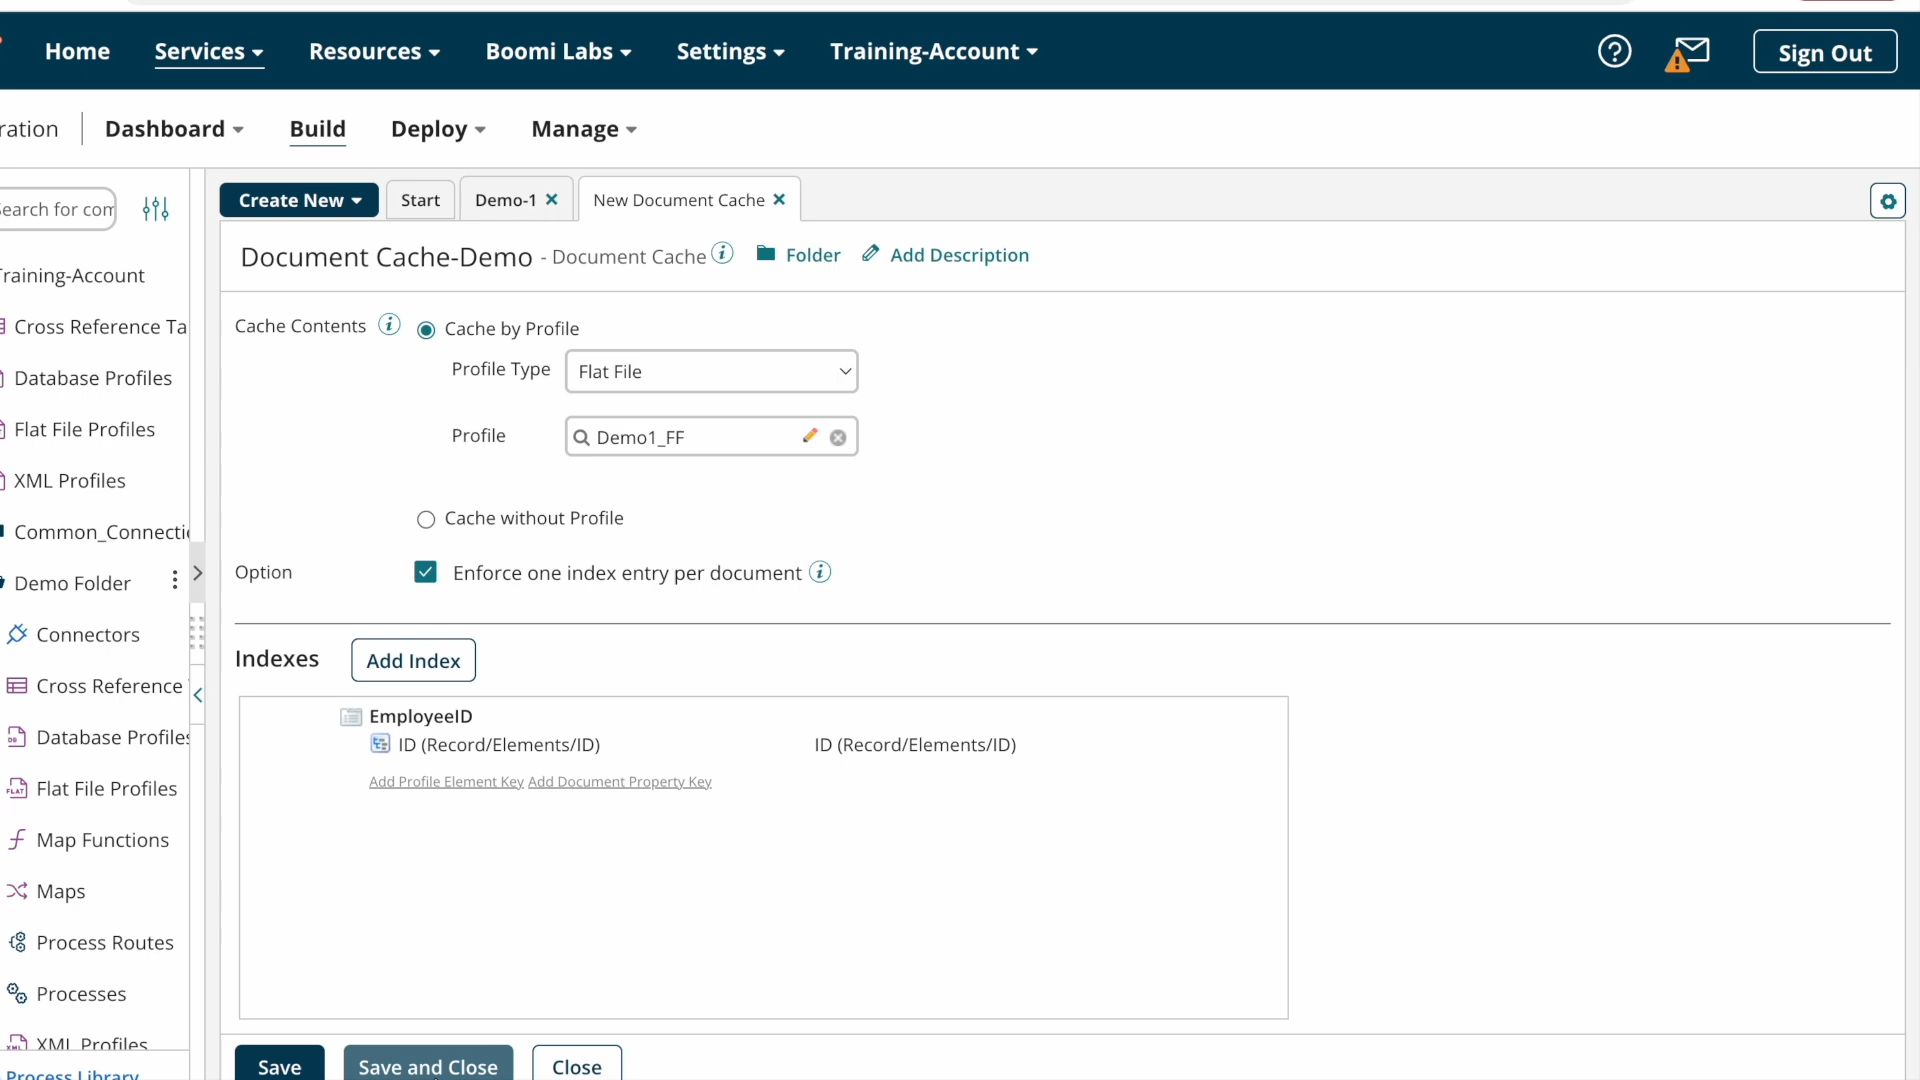 Home Services Resources Boomi Labs Settings Training-Account Sign Out
ration Dashboard Build Deploy Manage
Search for com
Create New Start Demo-1 New Document Cache
Document Cache-Demo - Document Cache Folder Add Description
Training-Account
Cross Reference Ta
Database Profiles
Flat File Profiles
XML Profiles
Common_Connectio
Demo Folder
Connectors
Cross Reference T
Database Profiles
Flat File Profiles
Map Functions
Maps
Process Routes
Processes
XML Profiles
Process Library
Cache Contents Cache by Profile
Profile Type Flat File
Profile Demo1_FF
Cache without Profile
Option Enforce one index entry per document
Indexes Add Index
EmployeeID
ID (Record/Elements/ID) ID (Record/Elements/ID)
Add Profile Element Key Add Document Property Key
Save Save and Close Close